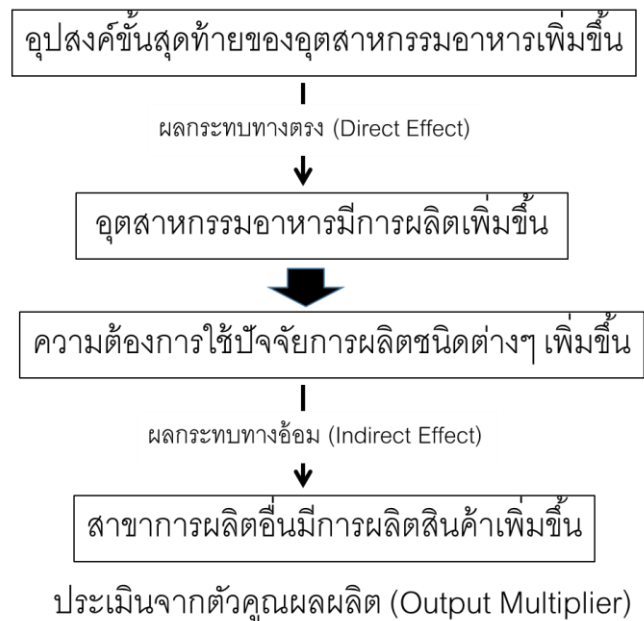 อุปสงค์ขั้นสุดท้ายของอุตสาหกรรมอาหารเพิ่มขึ้น
ผลกระทบทางตรง (Direct Effect)
อุตสาหกรรมอาหารมีการผลิตเพิ่มขึ้น
ความต้องการใช้ปัจจัยการผลิตชนิดต่างๆ เพิ่มขึ้น
ผลกระทบทางอ้อม (Indirect Effect)
สาขาการผลิตอื่นมีการผลิตสินค้าเพิ่มขึ้น
ประเมินจากตัวคูณผลผลิต (Output Multiplier)